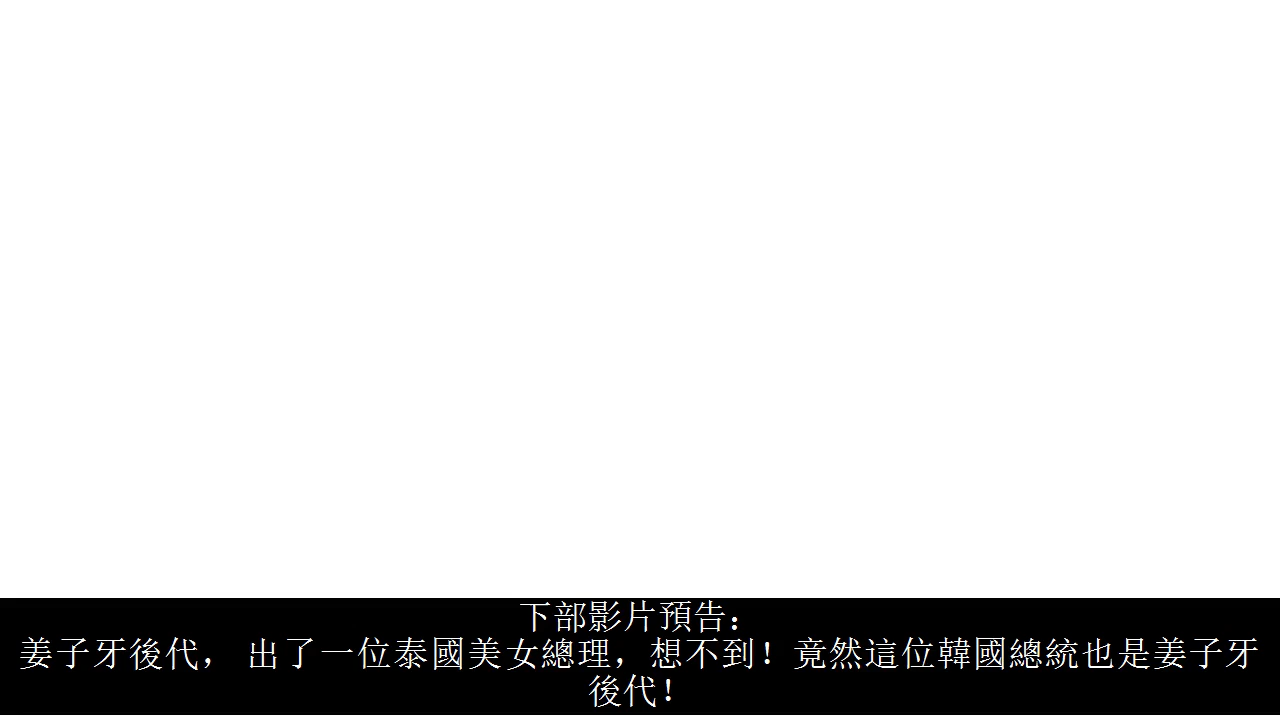 下部影片預告：
姜子牙後代， 出了一位泰國美女總理，想不到！竟然這位韓國總統也是姜子牙
後代！